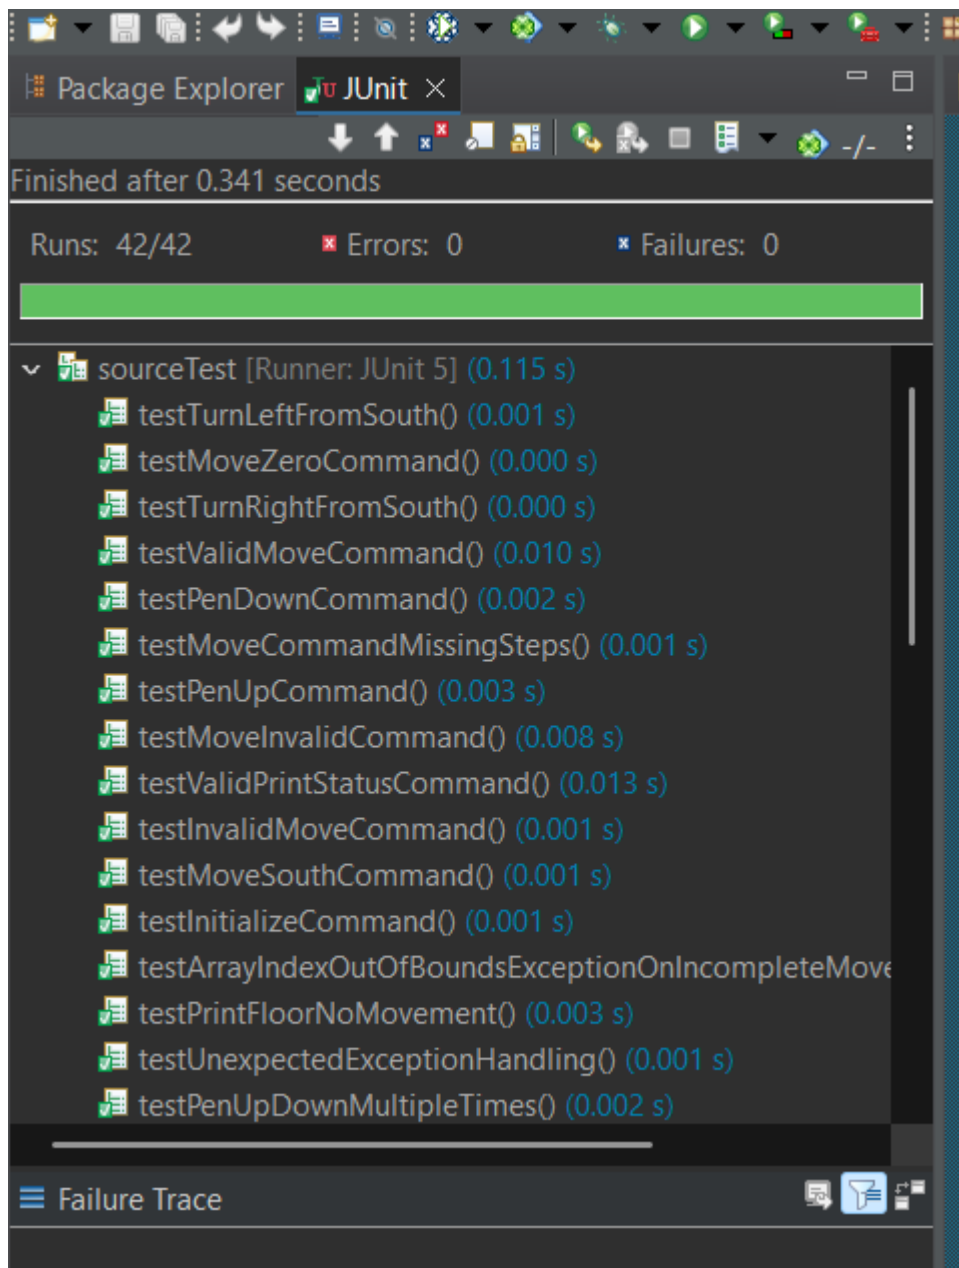 Package Explorer JUnit
-/-
Finished after 0.341 seconds
Runs: 42/42 Errors: 0 Failures: 0
sourceTest [Runner: JUnit 5] (0.115 s)
testTurnLeftFromSouth() (0.001 s)
testMoveZeroCommand() (0.000 s)
testTurnRightFromSouth() (0.000 s)
testValidMoveCommand() (0.010 s)
testPenDownCommand() (0.002 s)
testMoveCommandMissingSteps() (0.001 s)
testPenUpCommand() (0.003 s)
testMoveInvalidCommand() (0.008 s)
testValidPrintStatusCommand() (0.013 s)
testInvalidMoveCommand() (0.001 s)
testMoveSouthCommand() (0.001 s)
testInitializeCommand() (0.001 s)
testArrayIndexOutOfBoundsExceptionOnIncompleteMove
testPrintFloorNoMovement() (0.003 s)
testUnexpectedExceptionHandling() (0.001 s)
testPenUpDownMultipleTimes() (0.002 s)
Failure Trace